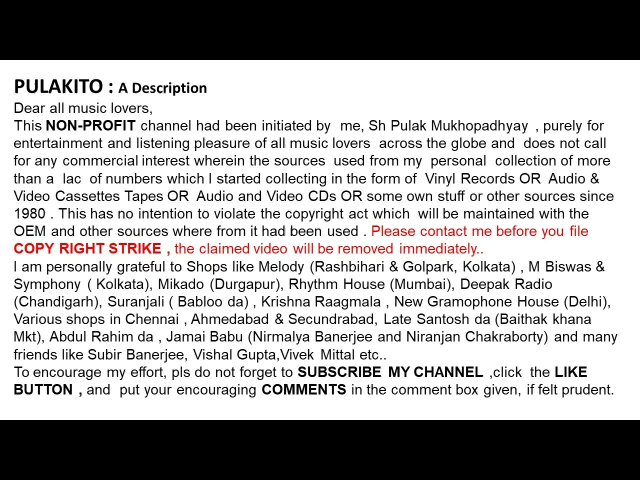 PULAKITO : A Description
Dear all music lovers,
This NON-PROFIT channel had been initiated by me, Sh Pulak Mukhopadhyay , purely for
entertainment and listening pleasure of all music lovers across the globe and does not call
for any commercial interest wherein the sources used from my personal collection of more
than a lac of numbers which I started collecting in the form of Vinyl Records OR Audio &
Video Cassettes Tapes OR Audio and Video CDs OR some own stuff or other sources since
1980 . This has no intention to violate the copyright act which will be maintained with the
OEM and other sources where from it had been used . Please contact me before you file
COPY RIGHT STRIKE , the claimed video will be removed immediately..
I am personally grateful to Shops like Melody (Rashbihari & Golpark, Kolkata) , M Biswas &
Symphony ( Kolkata), Mikado (Durgapur), Rhythm House (Mumbai), Deepak Radio
(Chandigarh), Suranjali ( Babloo da) , Krishna Raagmala , New Gramophone House (Delhi),
Various shops in Chennai , Ahmedabad & Secundrabad, Late Santosh da (Baithak khana
Mkt), Abdul Rahim da , Jamai Babu (Nirmalya Banerjee and Niranjan Chakraborty) and many
friends like Subir Banerjee, Vishal Gupta,Vivek Mittal etc..
To encourage my effort, pls do not forget to SUBSCRIBE MY CHANNEL ,click the LIKE
BUTTON , and put your encouraging COMMENTS in the comment box given, if felt prudent.